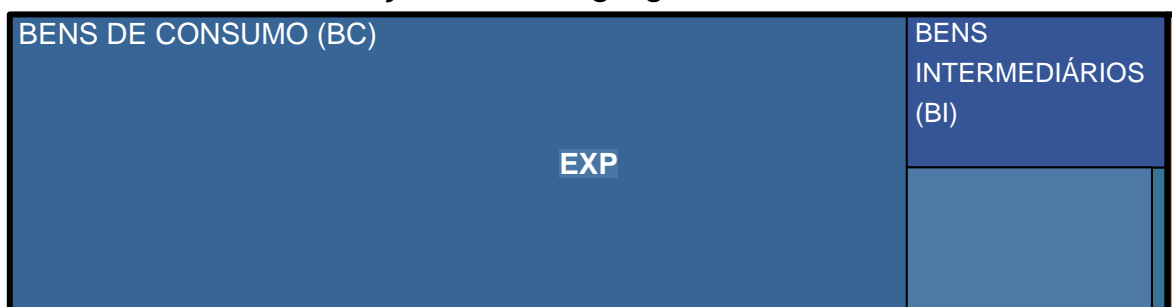 BENS DE CONSUMO (BC)
BENS
INTERMEDIÁRIOS
(BI)
EXP